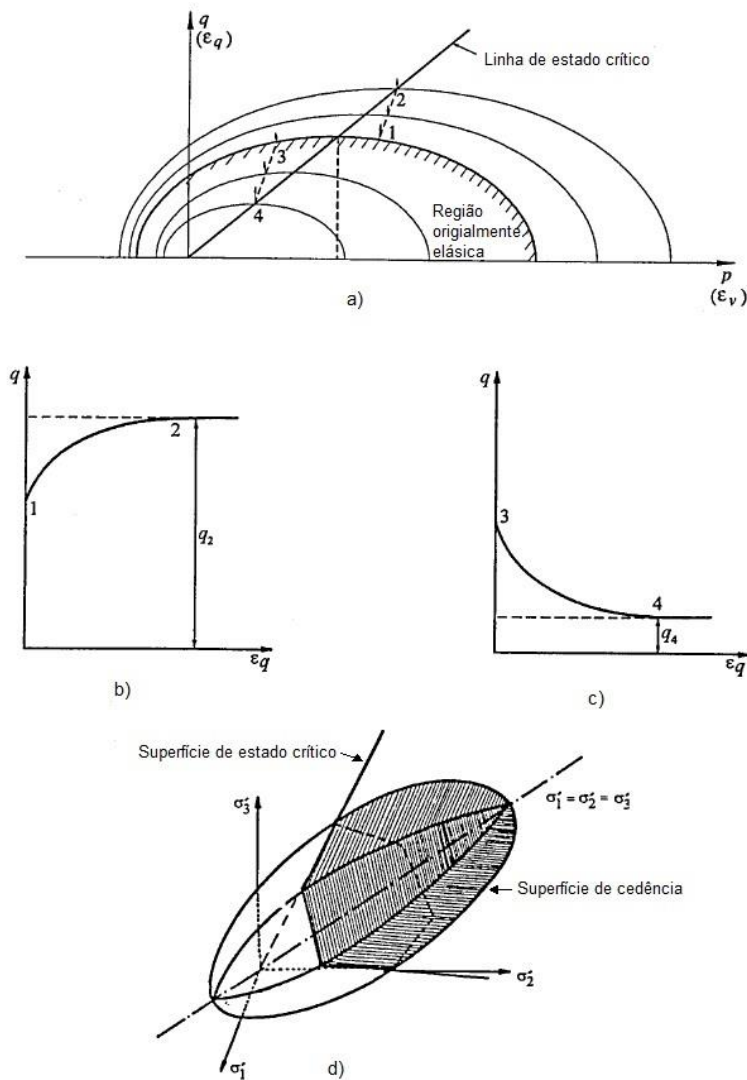 q
(εq)
Linha de estado crítico
2
1
3
4
Região
origialmente
elásica
p
(εv)
a)
q
2
1
q2
εq
b)
q
3
4
q4
εq
c)
Superfície de estado crítico
σ′3
σ′1 = σ′2 = σ′3
Superfície de cedência
σ′2
σ′1
d)